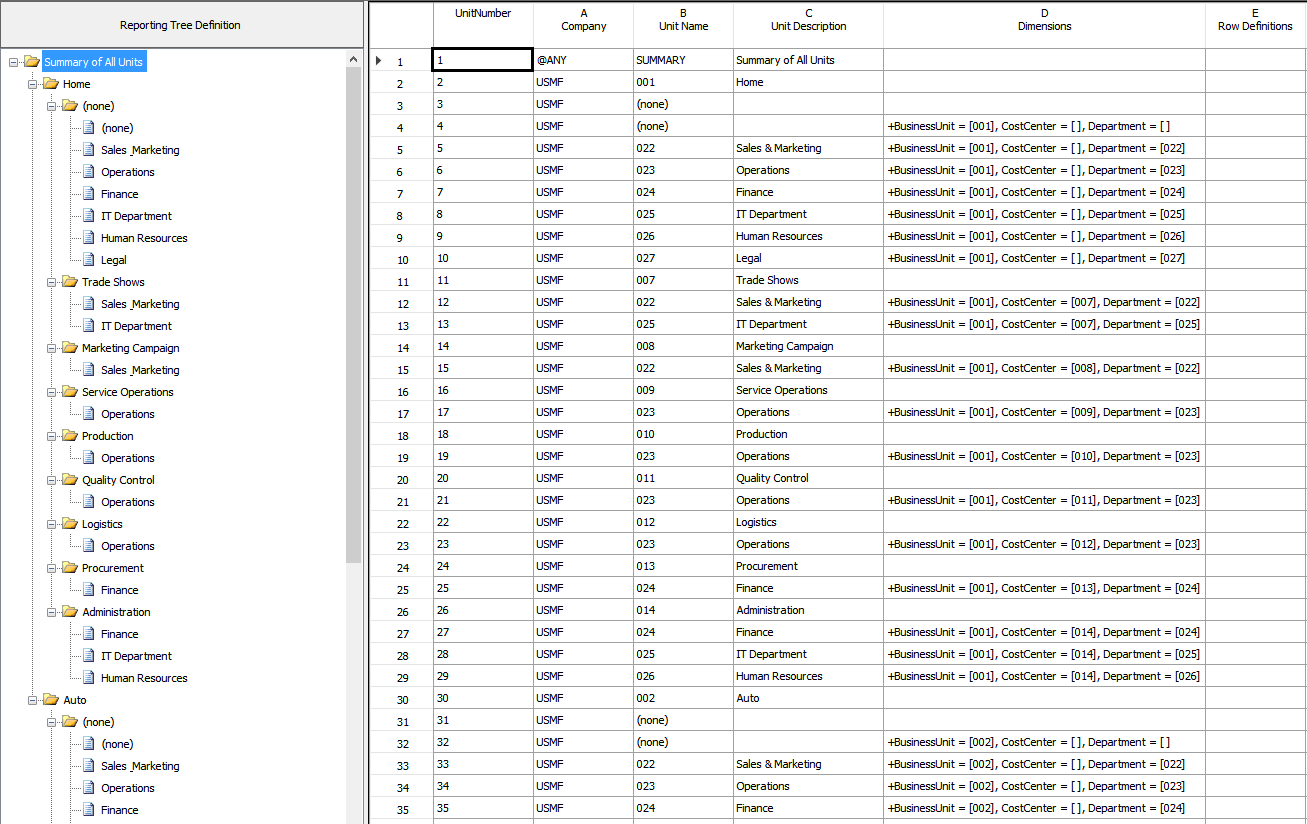 Reporting Tree Definition
Summary of All Units
Home
(none)
(none)
Sales_Marketing
Operations
Finance
IT Department
Human Resources
Legal
Trade Shows
Sales_Marketing
IT Department
Marketing Campaign
Sales_Marketing
Service Operations
Operations
Production
Operations
Quality Control
Operations
Logistics
Operations
Procurement
Finance
Administration
Finance
IT Department
Human Resources
Auto
(none)
(none)
Sales_Marketing
Operations
Finance
UnitNumber A B C D E
Company Unit Name Unit Description Dimensions Row Definitions
1 1 @ANY SUMMARY Summary of All Units
2 2 USMF 001 Home
3 3 USMF (none)
4 4 USMF (none) +BusinessUnit = [001], CostCenter = [ ], Department = [ ]
5 5 USMF 022 Sales & Marketing +BusinessUnit = [001], CostCenter = [ ], Department = [022]
6 6 USMF 023 Operations +BusinessUnit = [001], CostCenter = [ ], Department = [023]
7 7 USMF 024 Finance +BusinessUnit = [001], CostCenter = [ ], Department = [024]
8 8 USMF 025 IT Department +BusinessUnit = [001], CostCenter = [ ], Department = [025]
9 9 USMF 026 Human Resources +BusinessUnit = [001], CostCenter = [ ], Department = [026]
10 10 USMF 027 Legal +BusinessUnit = [001], CostCenter = [ ], Department = [027]
11 11 USMF 007 Trade Shows
12 12 USMF 022 Sales & Marketing +BusinessUnit = [001], CostCenter = [007], Department = [022]
13 13 USMF 025 IT Department +BusinessUnit = [001], CostCenter = [007], Department = [025]
14 14 USMF 008 Marketing Campaign
15 15 USMF 022 Sales & Marketing +BusinessUnit = [001], CostCenter = [008], Department = [022]
16 16 USMF 009 Service Operations
17 17 USMF 023 Operations +BusinessUnit = [001], CostCenter = [009], Department = [023]
18 18 USMF 010 Production
19 19 USMF 023 Operations +BusinessUnit = [001], CostCenter = [010], Department = [023]
20 20 USMF 011 Quality Control
21 21 USMF 023 Operations +BusinessUnit = [001], CostCenter = [011], Department = [023]
22 22 USMF 012 Logistics
23 23 USMF 023 Operations +BusinessUnit = [001], CostCenter = [012], Department = [023]
24 24 USMF 013 Procurement
25 25 USMF 024 Finance +BusinessUnit = [001], CostCenter = [013], Department = [024]
26 26 USMF 014 Administration
27 27 USMF 024 Finance +BusinessUnit = [001], CostCenter = [014], Department = [024]
28 28 USMF 025 IT Department +BusinessUnit = [001], CostCenter = [014], Department = [025]
29 29 USMF 026 Human Resources +BusinessUnit = [001], CostCenter = [014], Department = [026]
30 30 USMF 002 Auto
31 31 USMF (none)
32 32 USMF (none) +BusinessUnit = [002], CostCenter = [ ], Department = [ ]
33 33 USMF 022 Sales & Marketing +BusinessUnit = [002], CostCenter = [ ], Department = [022]
34 34 USMF 023 Operations +BusinessUnit = [002], CostCenter = [ ], Department = [023]
35 35 USMF 024 Finance +BusinessUnit = [002], CostCenter = [ ], Department = [024]